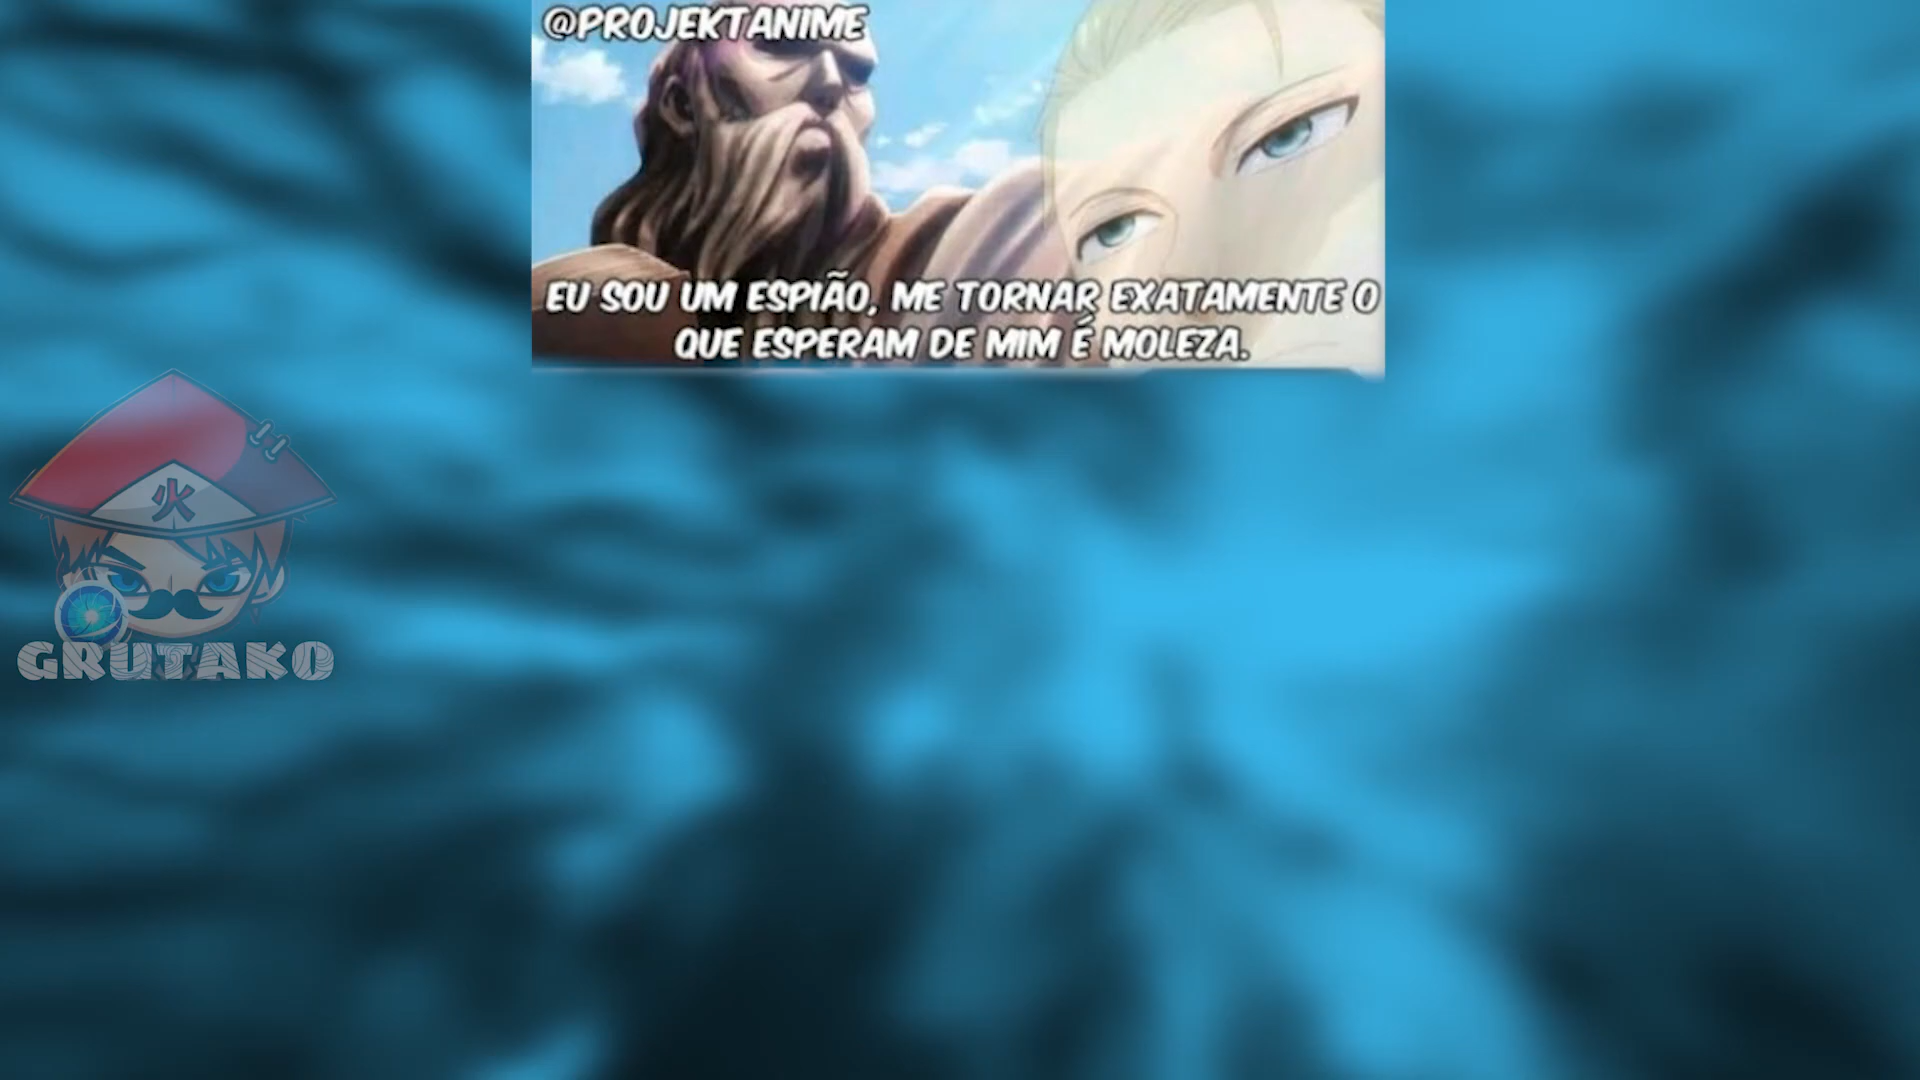 @PROJEKTANIME
EU SOU UM ESPIÃO, ME TORNAR EXATAMENTE O
QUE ESPERAM DE MIM É MOLEZA.
火
GRUTAKO